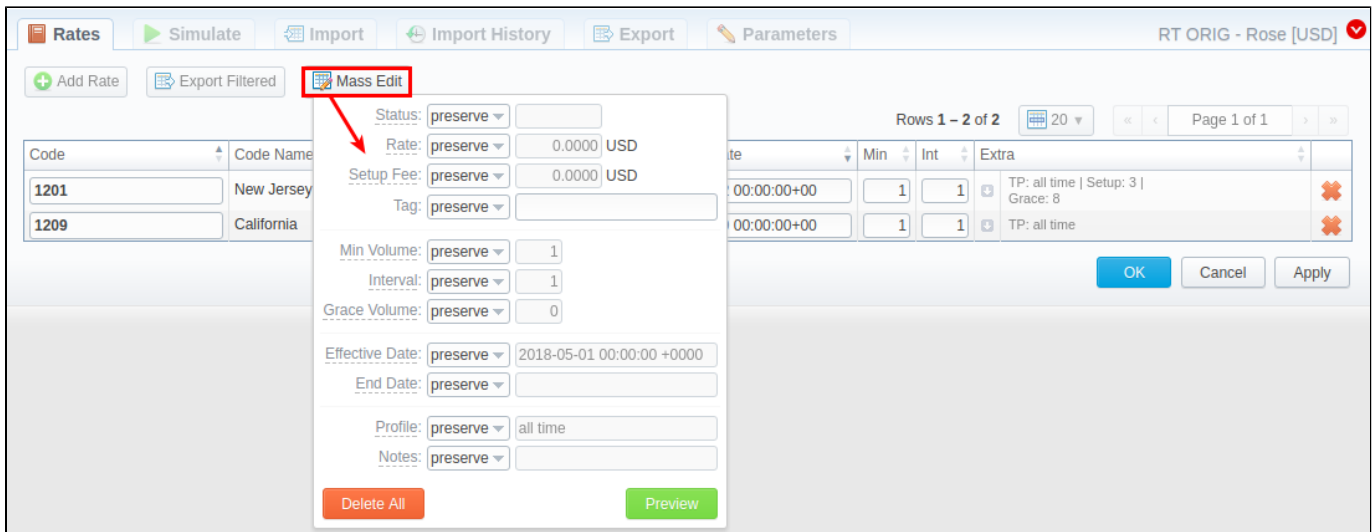 Rates Simulate Import Import History Export Parameters RT ORIG - Rose [USD]
Add Rate Export Filtered Mass Edit
Status: preserve
Rows 1 – 2 of 2 20 « ‹ Page 1 of 1 › »
Rate: preserve 0.0000 USD
Code Code Name te Min Int Extra
Setup Fee: preserve 0.0000 USD
1201 New Jersey 00:00:00+00 1 1 TP: all time | Setup: 3 |
Grace: 8
Tag: preserve
1209 California 00:00:00+00 1 1 TP: all time
Min Volume: preserve 1
Interval: preserve 1
OK Cancel Apply
Grace Volume: preserve 0
Effective Date: preserve 2018-05-01 00:00:00 +0000
End Date: preserve
Profile: preserve all time
Notes: preserve
Delete All Preview